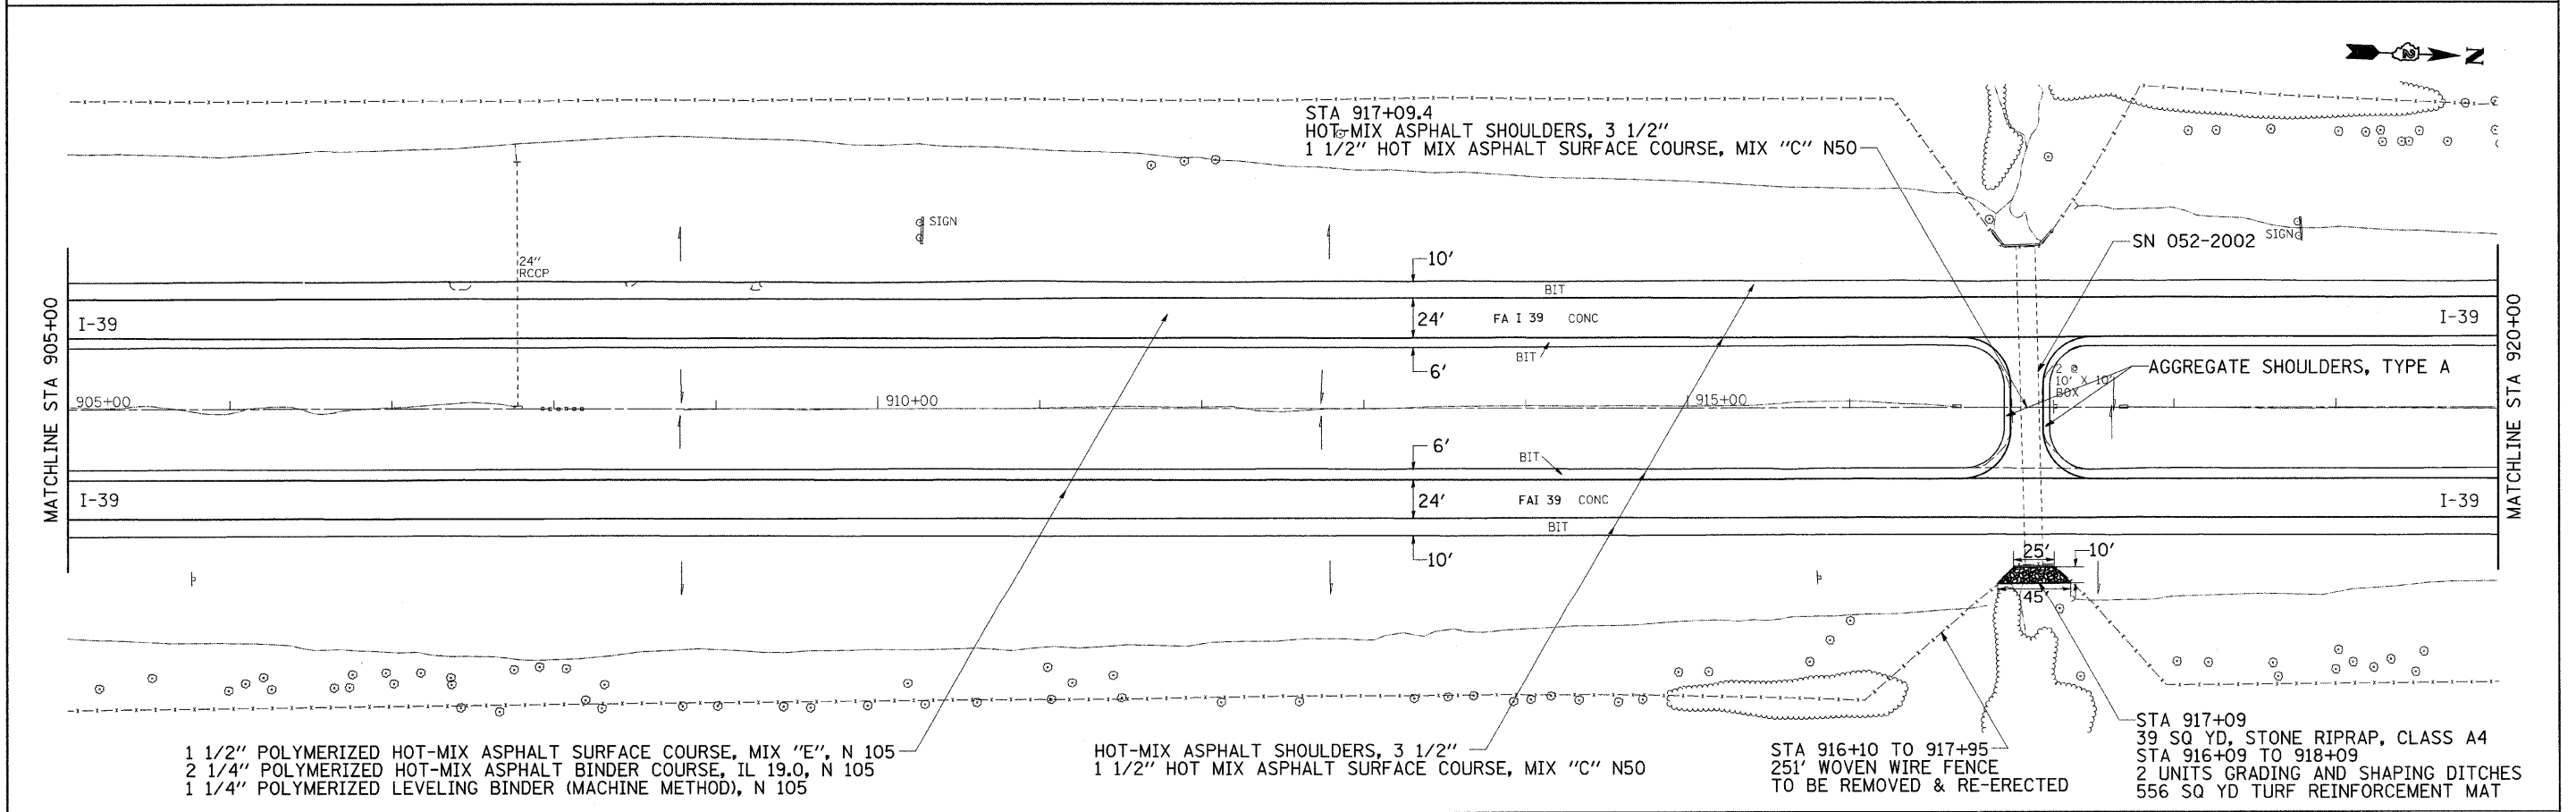 N
STA 917+09.4
HOT-MIX ASPHALT SHOULDERS, 3 1/2"
1 1/2" HOT MIX ASPHALT SURFACE COURSE, MIX "C" N50
SIGN
SN 052-2002
SIGN
24"
RCCP
10'
BIT
I-39
24'
FA I 39 CONC
I-39
BIT
6'
MATCHLINE STA 905+00
MATCHLINE STA 920+00
AGGREGATE SHOULDERS, TYPE A
2 @
10' X 10'
BOX
905+00
910+00
915+00
6'
BIT
I-39
24'
FAI 39 CONC
I-39
BIT
10'
25'
10'
45'
1 1/2" POLYMERIZED HOT-MIX ASPHALT SURFACE COURSE, MIX "E", N 105
2 1/4" POLYMERIZED HOT-MIX ASPHALT BINDER COURSE, IL 19.0, N 105
1 1/4" POLYMERIZED LEVELING BINDER (MACHINE METHOD), N 105
HOT-MIX ASPHALT SHOULDERS, 3 1/2"
1 1/2" HOT MIX ASPHALT SURFACE COURSE, MIX "C" N50
STA 916+10 TO 917+95
251' WOVEN WIRE FENCE
TO BE REMOVED & RE-ERECTED
STA 917+09
39 SQ YD, STONE RIPRAP, CLASS A4
STA 916+09 TO 918+09
2 UNITS GRADING AND SHAPING DITCHES
556 SQ YD TURF REINFORCEMENT MAT